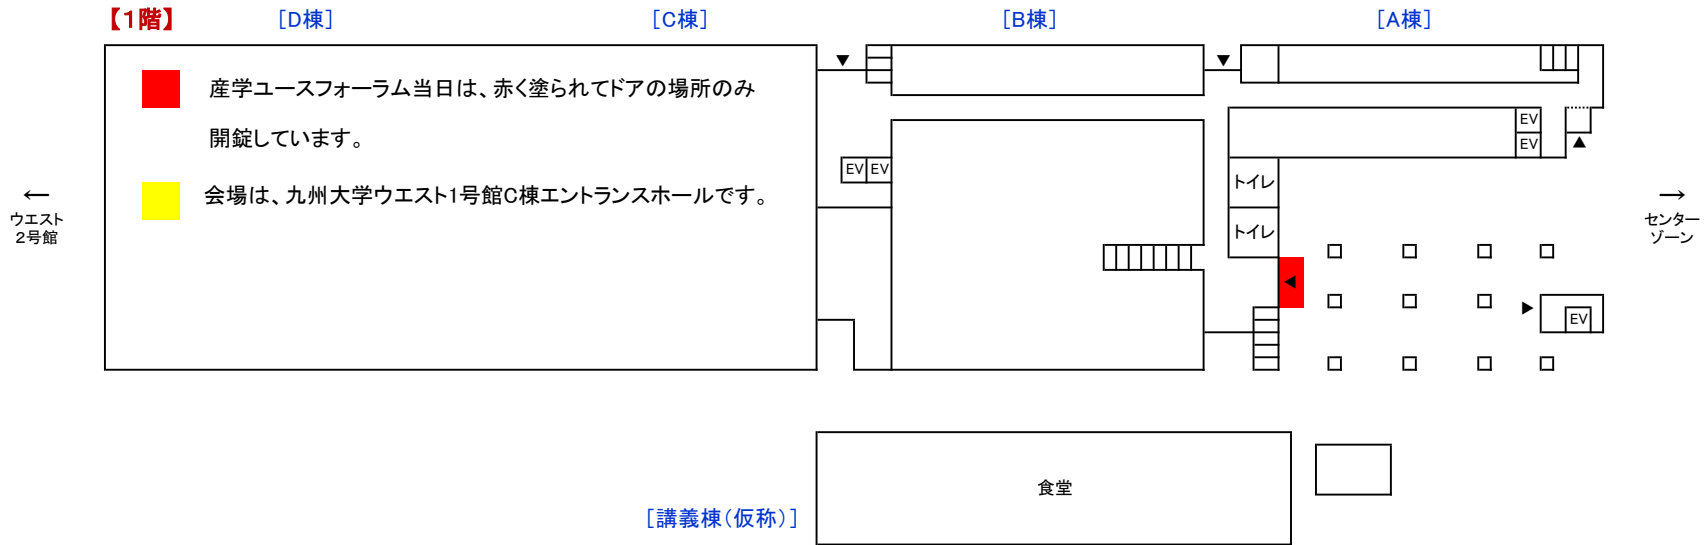 【1階】
[D棟]
[C棟]
[B棟]
[A棟]
産学ユースフォーラム当日は、赤く塗られてドアの場所のみ
開錠しています。
会場は、九州大学ウエスト1号館C棟エントランスホールです。
←
ウエスト
2号館
▼
▼
EV
EV
EV
EV
▲
トイレ
トイレ
◀
▶
EV
→
センター
ゾーン
食堂
[講義棟(仮称)]